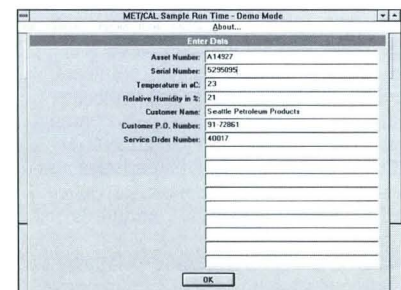 MET/CAL Sample Run Time - Demo Mode
About...
Enter Data
Asset Number: A14927
Serial Number: 5295095
Temperature in øC: 23
Relative Humidity in %: 21
Customer Name: Seattle Petroleum Products
Customer P.O. Number: 91-72861
Service Order Number: 40017
OK